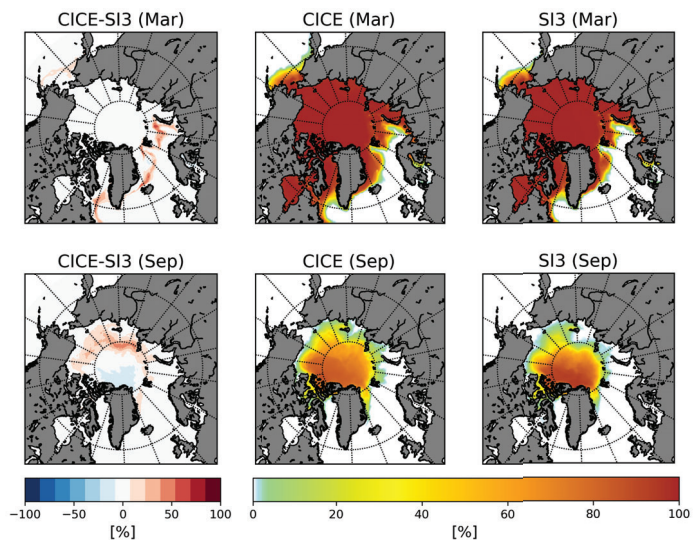 CICE-SI3 (Mar) CICE (Mar) SI3 (Mar)
CICE-SI3 (Sep) CICE (Sep) SI3 (Sep)
−100 −50 0 50 100 0 20 40 60 80 100
[%] [%]